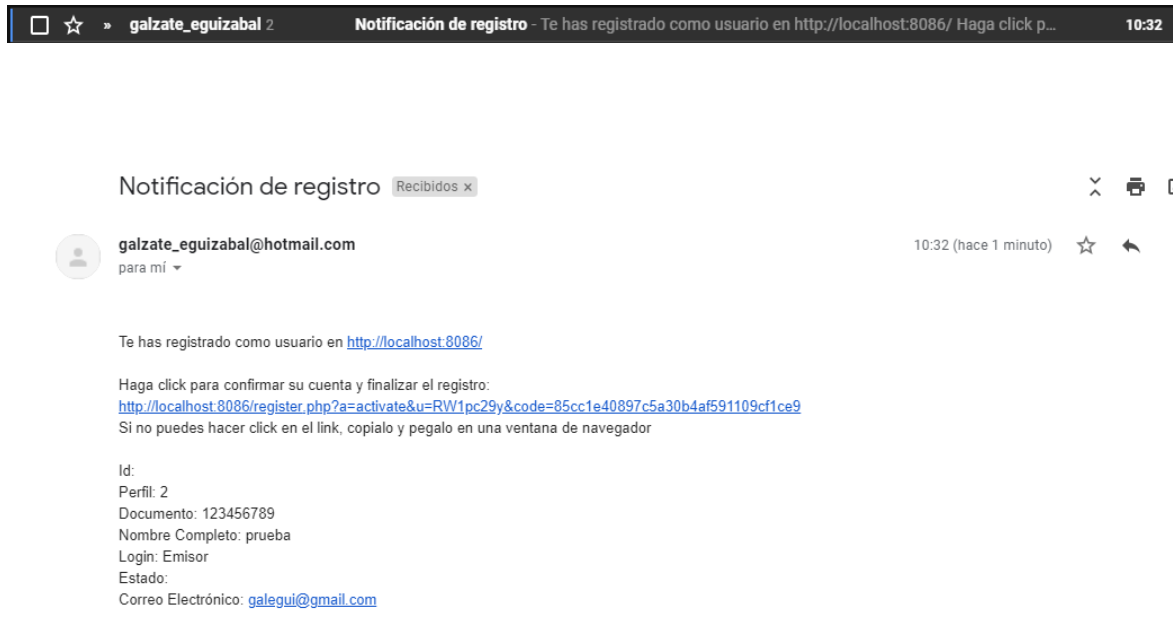 » galzate_eguizabal 2 Notificación de registro - Te has registrado como usuario en http://localhost:8086/ Haga click p... 10:32
Notificación de registro Recibidos x
galzate_eguizabal@hotmail.com 10:32 (hace 1 minuto)
para mí
Te has registrado como usuario en http://localhost:8086/
Haga click para confirmar su cuenta y finalizar el registro:
http://localhost:8086/register.php?a=activate&u=RW1pc29y&code=85cc1e40897c5a30b4af591109cf1ce9
Si no puedes hacer click en el link, copialo y pegalo en una ventana de navegador
Id:
Perfil: 2
Documento: 123456789
Nombre Completo: prueba
Login: Emisor
Estado:
Correo Electrónico: galegui@gmail.com